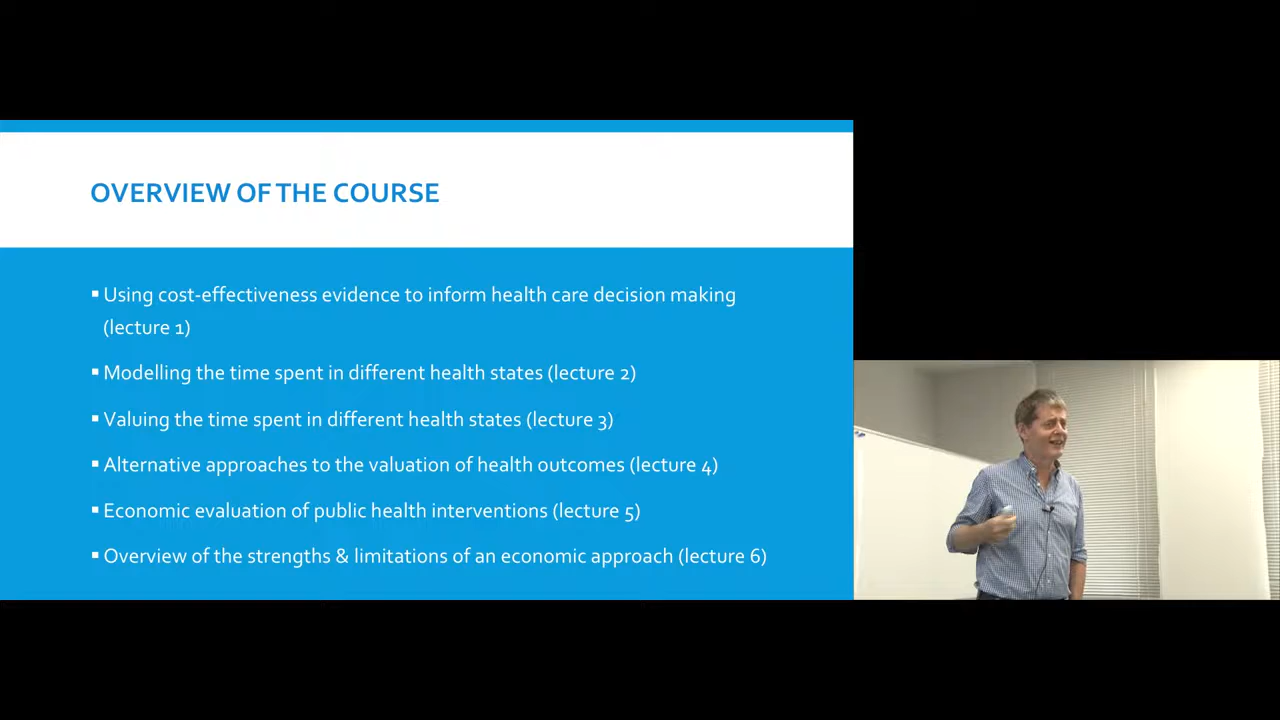 OVERVIEW OF THE COURSE
▪ Using cost-effectiveness evidence to inform health care decision making
(lecture 1)
▪ Modelling the time spent in different health states (lecture 2)
▪ Valuing the time spent in different health states (lecture 3)
▪ Alternative approaches to the valuation of health outcomes (lecture 4)
▪ Economic evaluation of public health interventions (lecture 5)
▪ Overview of the strengths & limitations of an economic approach (lecture 6)